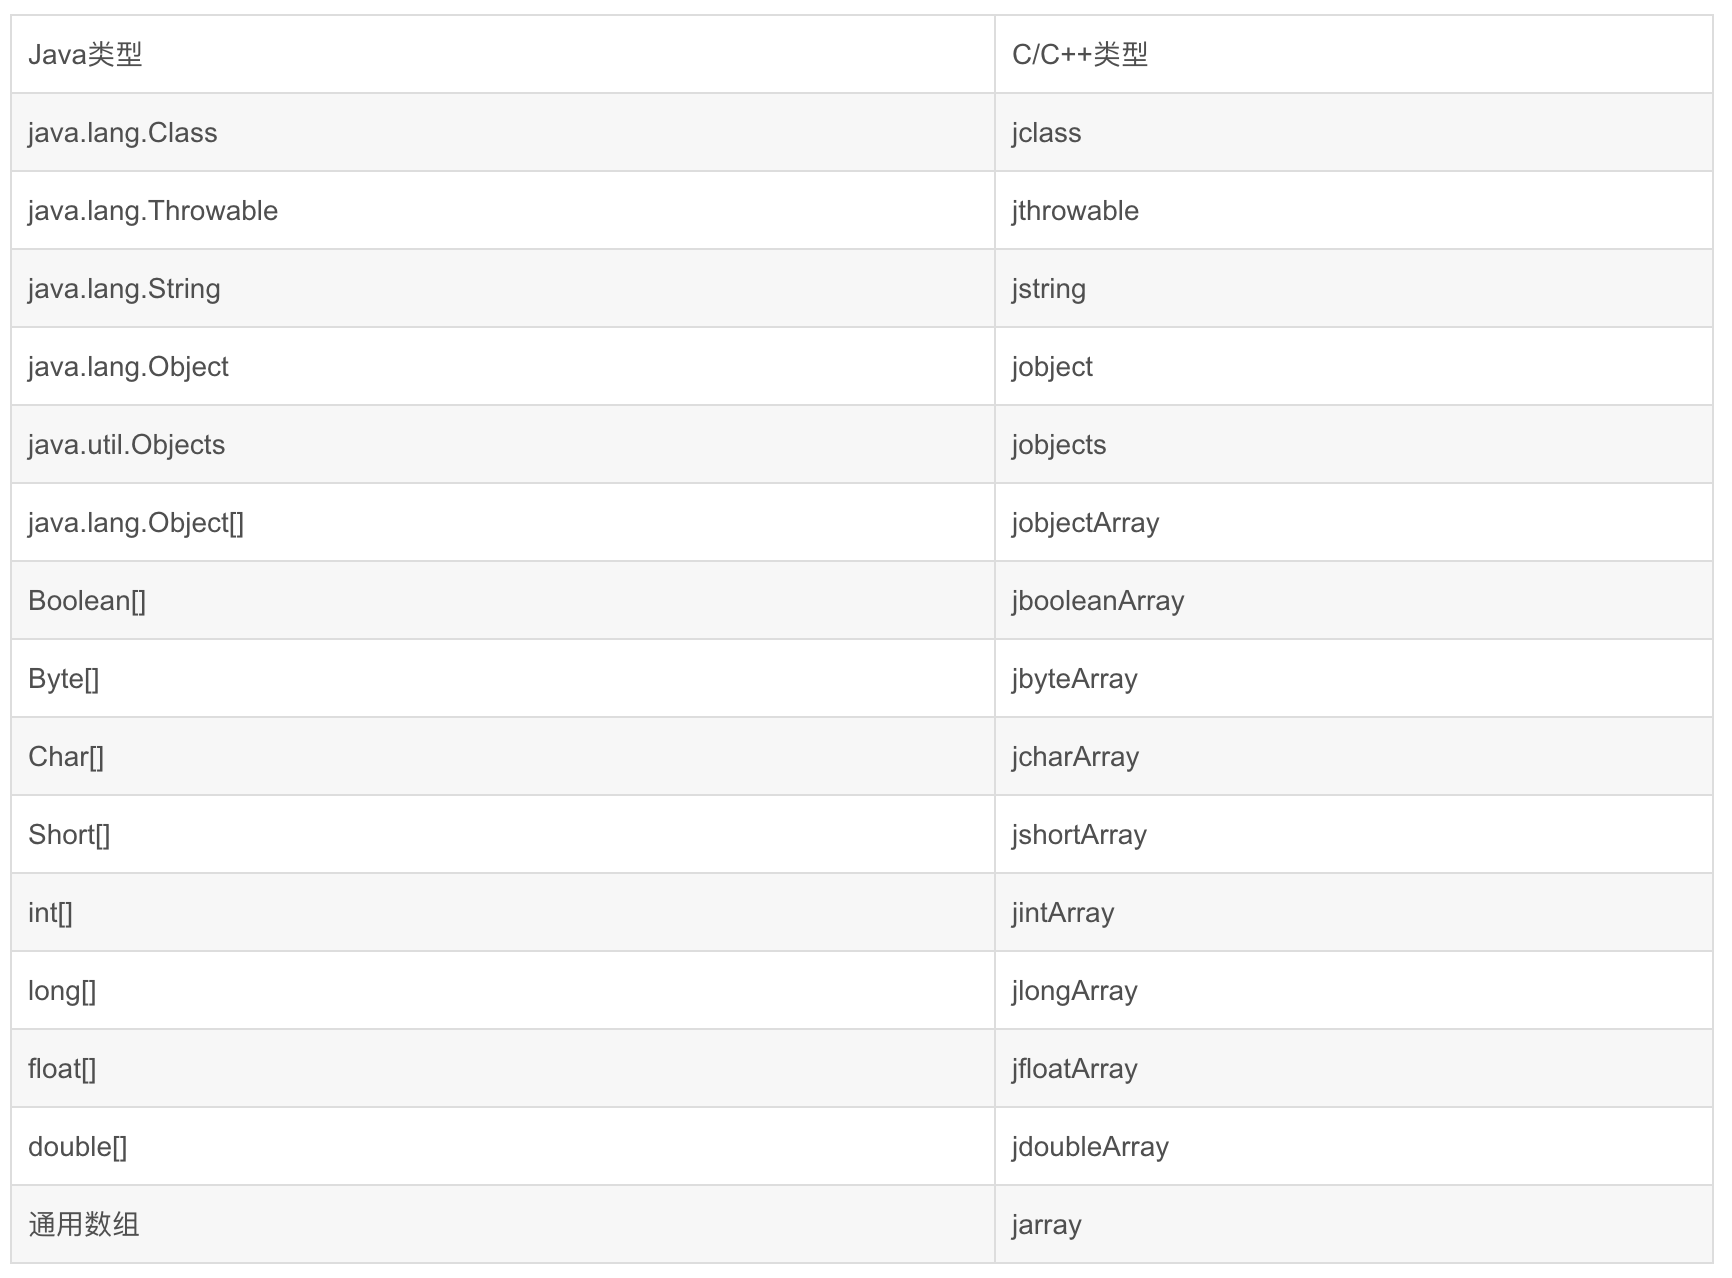 Java类型 C/C++类型
java.lang.Class jclass
java.lang.Throwable jthrowable
java.lang.String jstring
java.lang.Object jobject
java.util.Objects jobjects
java.lang.Object[] jobjectArray
Boolean[] jbooleanArray
Byte[] jbyteArray
Char[] jcharArray
Short[] jshortArray
int[] jintArray
long[] jlongArray
float[] jfloatArray
double[] jdoubleArray
通用数组 jarray